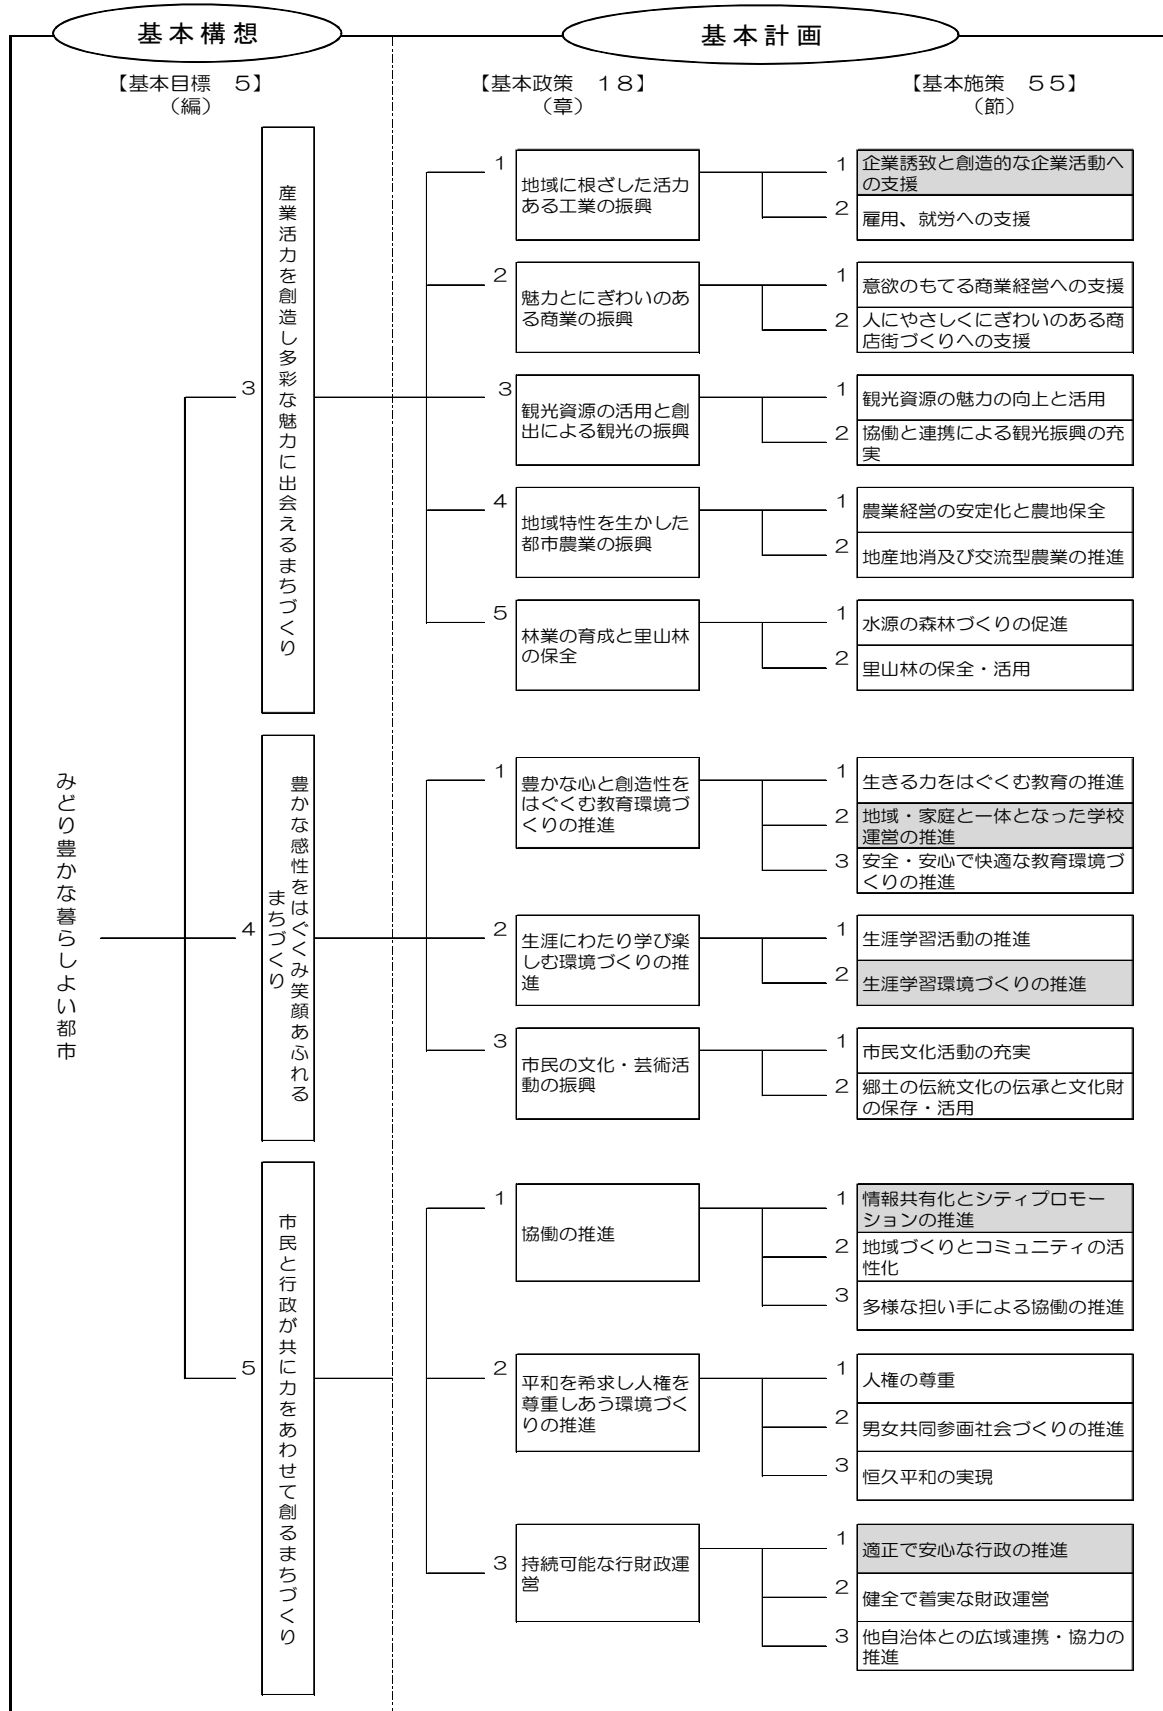 基本構想
基本計画
【基本目標　５】
（編）
【基本政策　１８】
（章）
【基本施策　５５】
（節）
みどり豊かな暮らしよい都市
３
産業活力を創造し多彩な魅力に出会えるまちづくり
１
地域に根ざした活力
ある工業の振興
１
企業誘致と創造的な企業活動へ
の支援
２
雇用、就労への支援
２
魅力とにぎわいのあ
る商業の振興
１
意欲のもてる商業経営への支援
２
人にやさしくにぎわいのある商
店街づくりへの支援
３
観光資源の活用と創
出による観光の振興
１
観光資源の魅力の向上と活用
２
協働と連携による観光振興の充
実
４
地域特性を生かした
都市農業の振興
１
農業経営の安定化と農地保全
２
地産地消及び交流型農業の推進
５
林業の育成と里山林
の保全
１
水源の森林づくりの促進
２
里山林の保全・活用
４
豊かな感性をはぐくみ笑顔あふれる
まちづくり
１
豊かな心と創造性を
はぐくむ教育環境づ
くりの推進
１
生きる力をはぐくむ教育の推進
２
地域・家庭と一体となった学校
運営の推進
３
安全・安心で快適な教育環境づ
くりの推進
２
生涯にわたり学び楽
しむ環境づくりの推
進
１
生涯学習活動の推進
２
生涯学習環境づくりの推進
３
市民の文化・芸術活
動の振興
１
市民文化活動の充実
２
郷土の伝統文化の伝承と文化財
の保存・活用
５
市民と行政が共に力をあわせて創るまちづくり
１
協働の推進
１
情報共有化とシティプロモー
ションの推進
２
地域づくりとコミュニティの活
性化
３
多様な担い手による協働の推進
２
平和を希求し人権を
尊重しあう環境づく
りの推進
１
人権の尊重
２
男女共同参画社会づくりの推進
３
恒久平和の実現
３
持続可能な行財政運
営
１
適正で安心な行政の推進
２
健全で着実な財政運営
３
他自治体との広域連携・協力の
推進